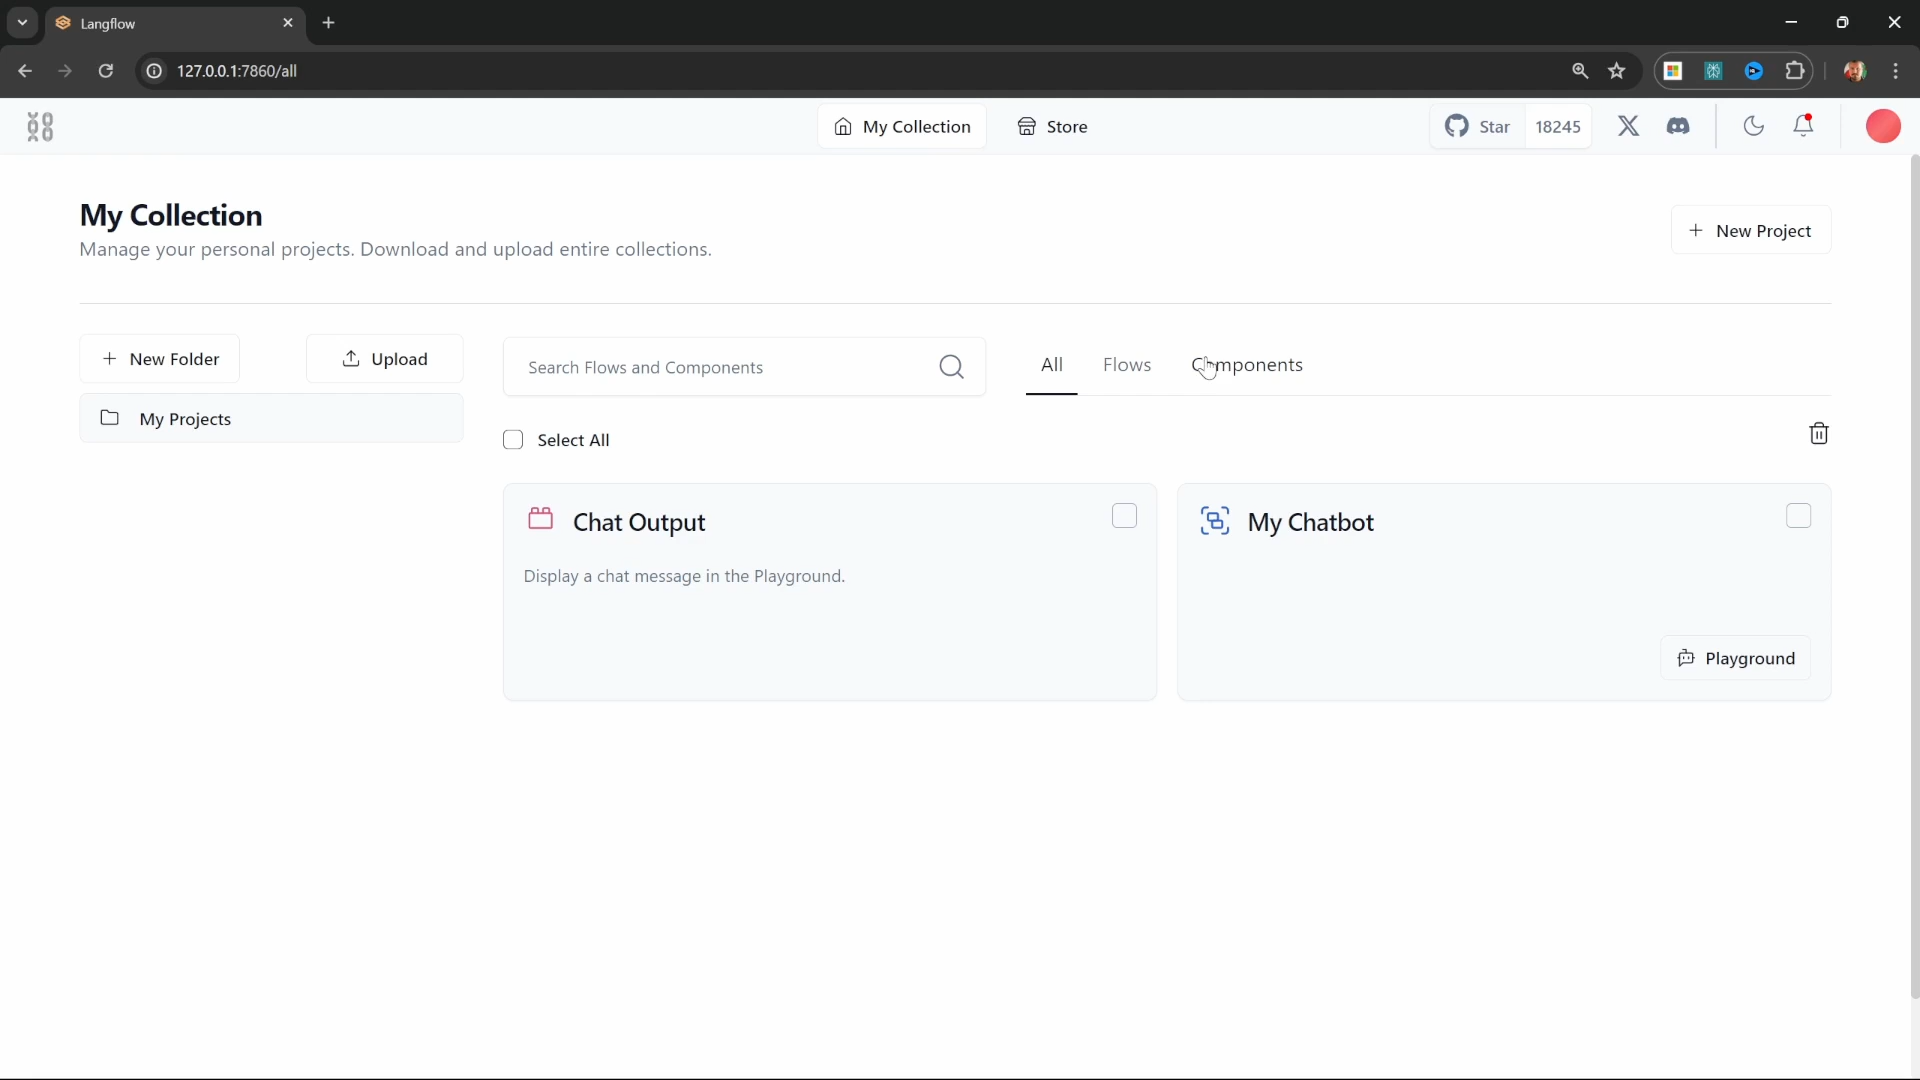 Langflow
127.0.0.1:7860/all
My Collection
Store
Star
18245
My Collection
Manage your personal projects. Download and upload entire collections.
New Project
New Folder
Upload
My Projects
Search Flows and Components
All
Flows
Components
Select All
Chat Output
Display a chat message in the Playground.
My Chatbot
Playground